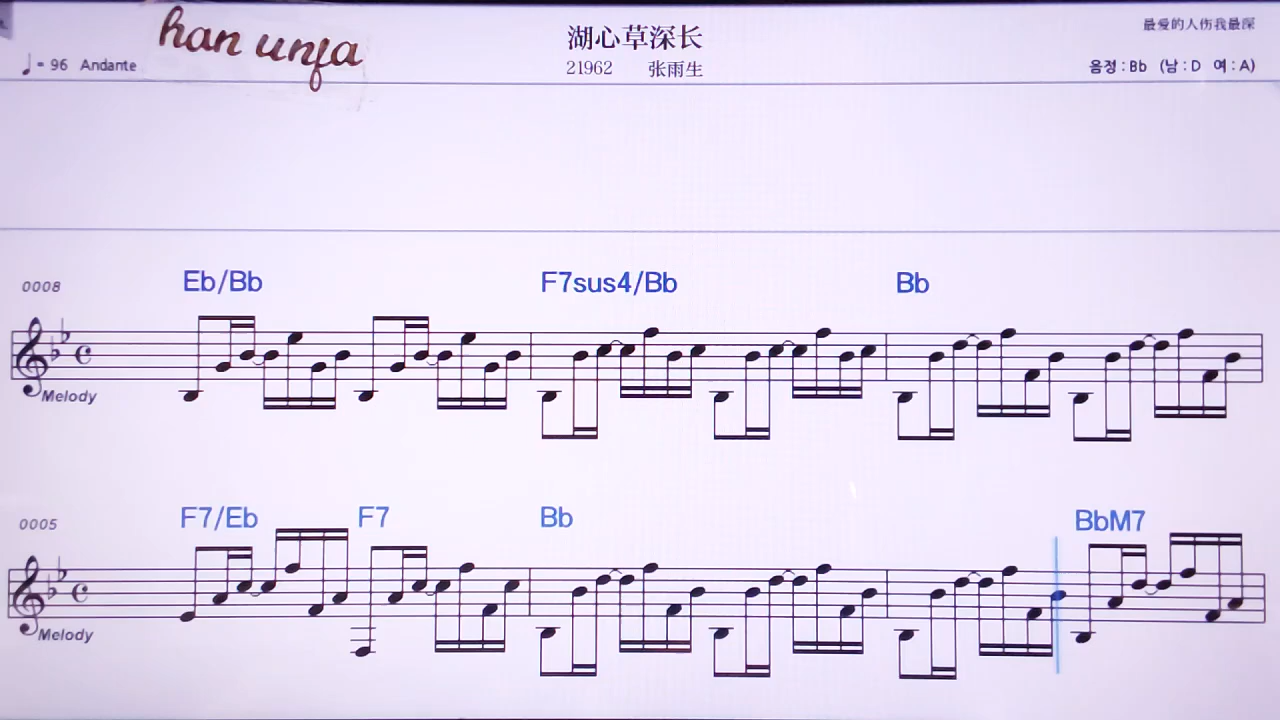 han unfa
湖心草深长
最爱的人伤我最深
♩= 96 Andante
21962 张雨生
음정 : Bb (남 : D 여 : A)
0008 Eb/Bb F7sus4/Bb Bb
Melody
0005 F7/Eb F7 Bb BbM7
Melody